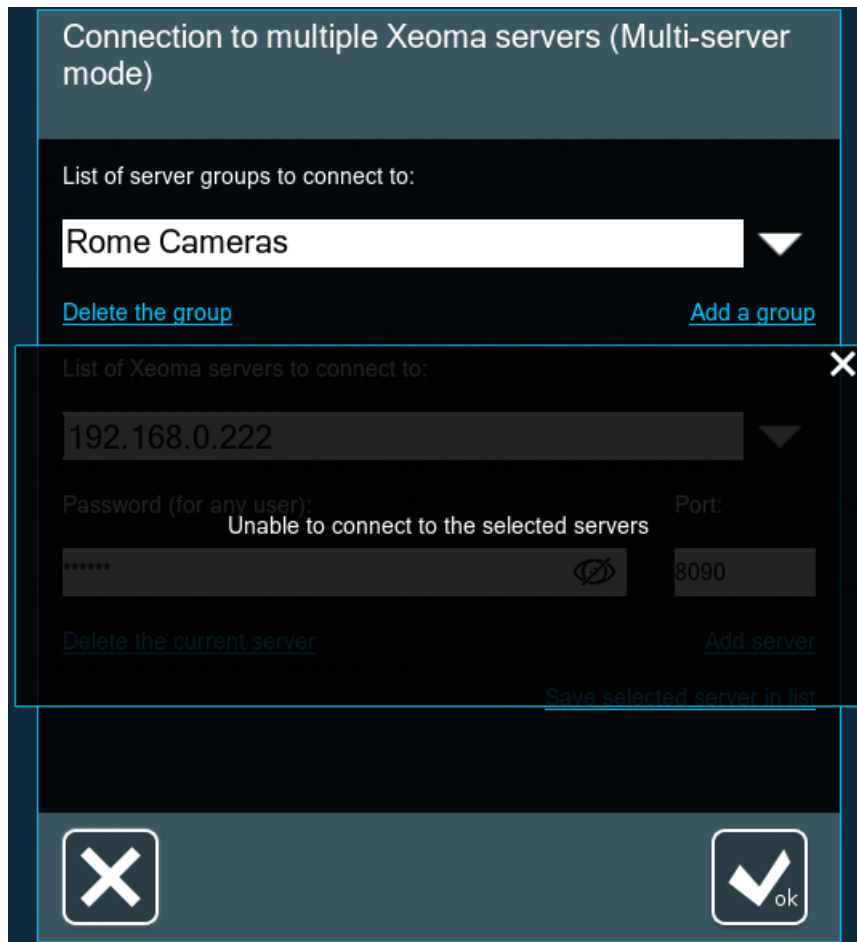 Connection to multiple Xeoma servers (Multi-server
mode)
List of server groups to connect to:
Rome Cameras
Delete the group
Add a group
List of Xeoma servers to connect to:
192.168.0.222
Password (for any user):
Port:
Unable to connect to the selected servers
******
8090
Delete the current server
Add server
Save selected server in list
ok